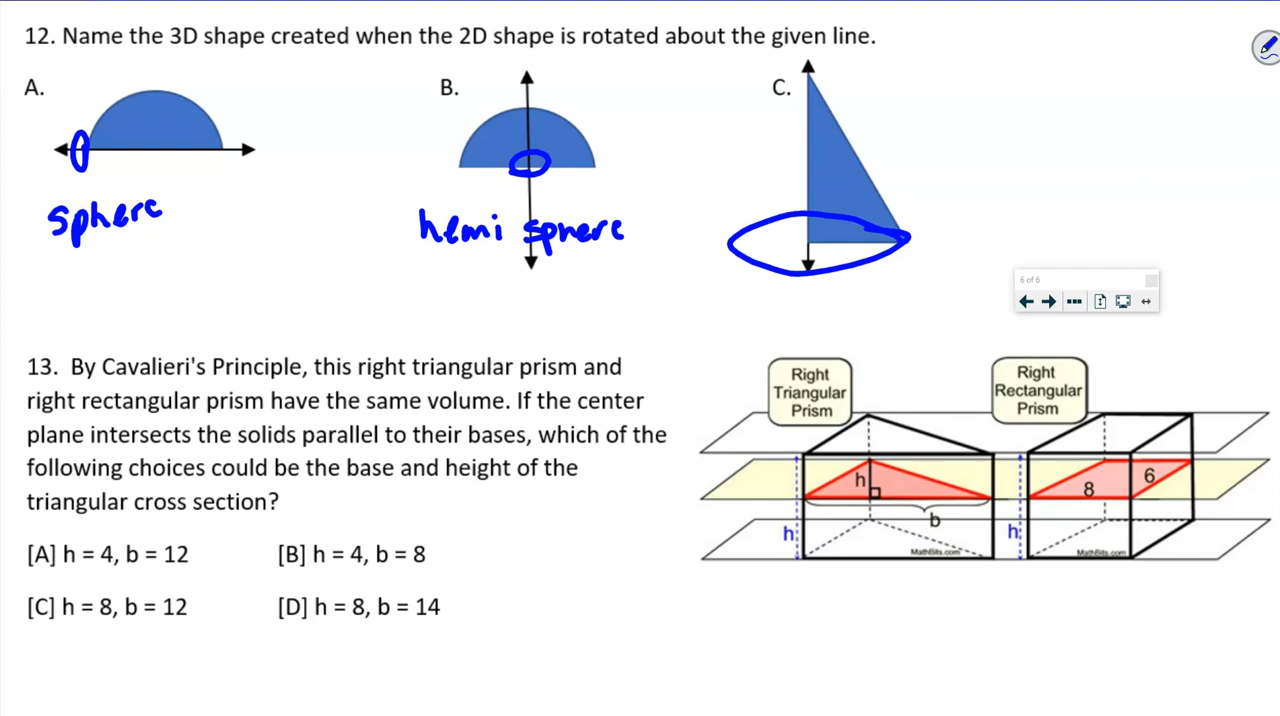 12. Name the 3D shape created when the 2D shape is rotated about the given line.
A.
B.
C.
sphere
hemi sphere
6 of 6
13. By Cavalieri's Principle, this right triangular prism and
right rectangular prism have the same volume. If the center
plane intersects the solids parallel to their bases, which of the
following choices could be the base and height of the
triangular cross section?
[A] h = 4, b = 12
[B] h = 4, b = 8
[C] h = 8, b = 12
[D] h = 8, b = 14
Right
Triangular
Prism
Right
Rectangular
Prism
h
b
h
MathBits.com
8
6
h
MathBits.com